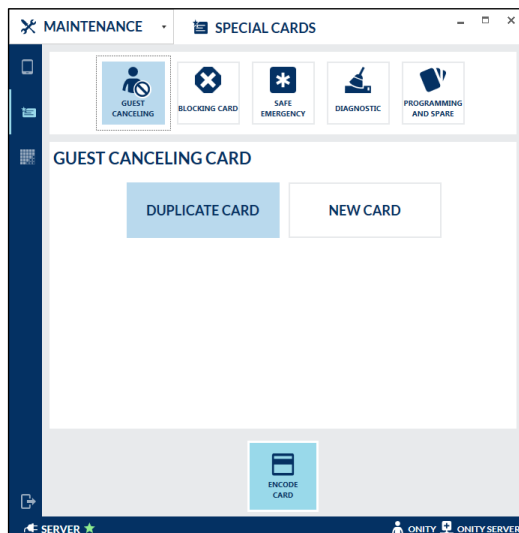 MAINTENANCE
SPECIAL CARDS
GUEST
CANCELING
BLOCKING CARD
SAFE
EMERGENCY
DIAGNOSTIC
PROGRAMMING
AND SPARE
GUEST CANCELING CARD
DUPLICATE CARD
NEW CARD
ENCODE
CARD
SERVER
ONITY
ONITY SERVER